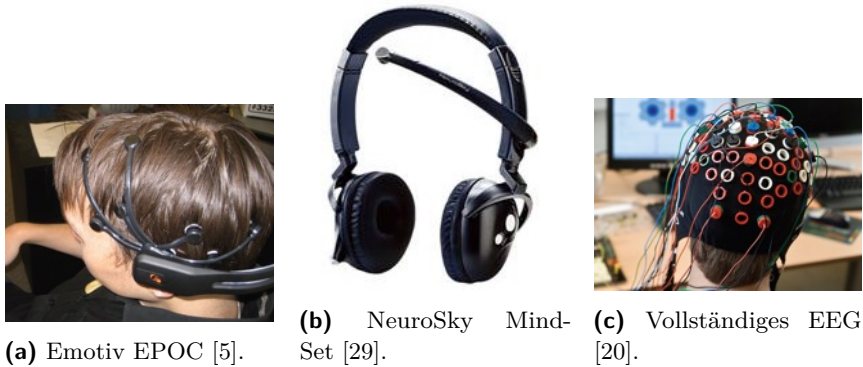 (a) Emotiv EPOC [5].
(b) NeuroSky Mind-
Set [29].
(c) Vollständiges EEG
[20].